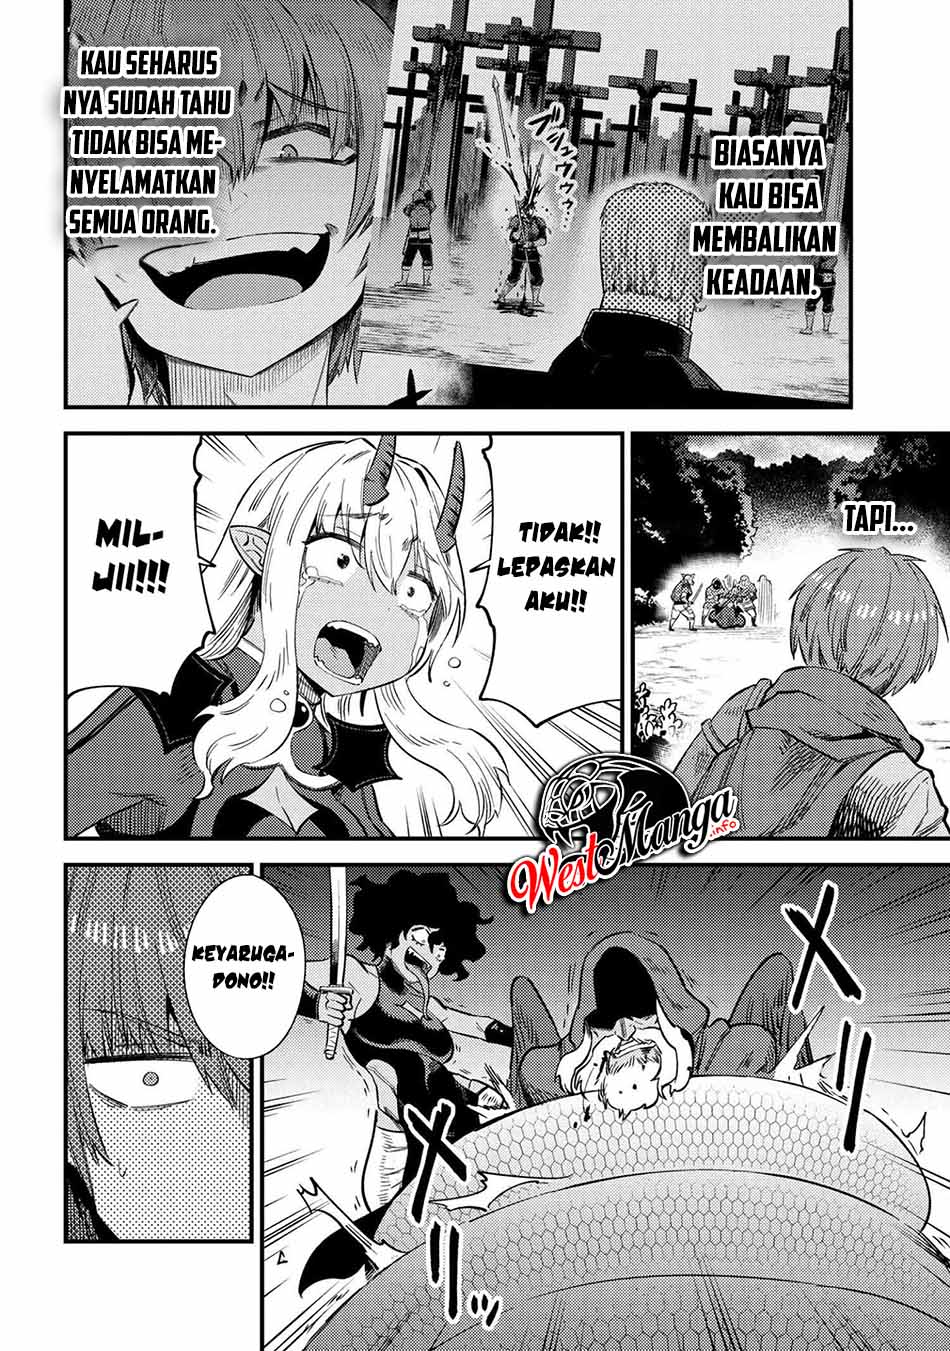 BIASANYA
KAU BISA
MEMBALIKAN
KEADAAN.
KAU SEHARUS
NYA SUDAH TAHU
TIDAK BISA ME-
NYELAMATKAN
SEMUA ORANG.
TAPI...
TIDAK!!
LEPASKAN
AKU!!
MIL-
JIII!!!
WestManga
.info
KEYARUGA-
DONO!!